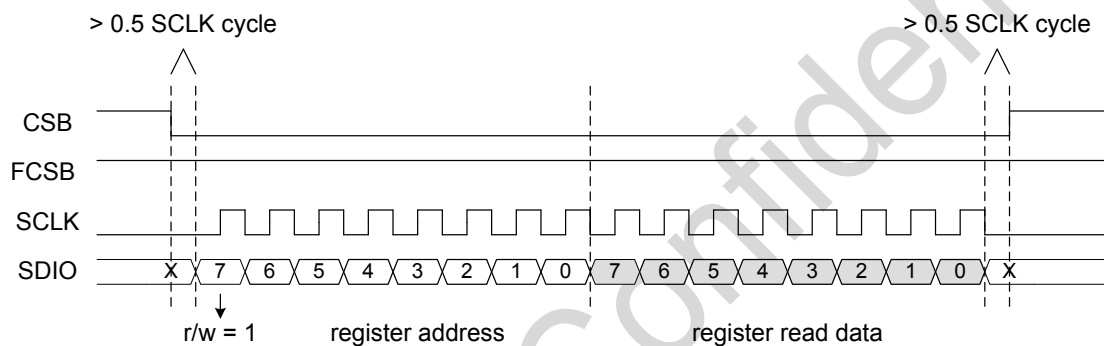 > 0.5 SCLK cycle > 0.5 SCLK cycle
CSB
FCSB
SCLK
SDIO X 7 6 5 4 3 2 1 0 7 6 5 4 3 2 1 0 X
r/w = 1 register address register read data
Confiden